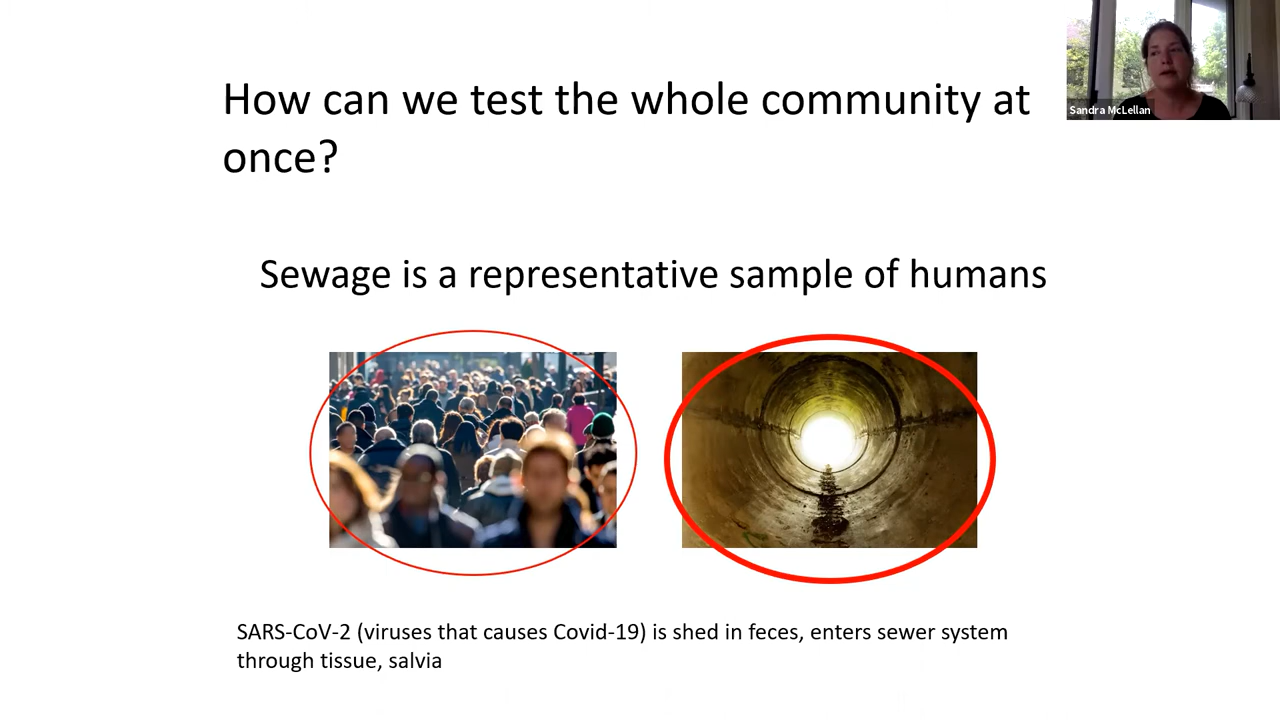 How can we test the whole community at
once?
Sandra McLellan
Sewage is a representative sample of humans
SARS-CoV-2 (viruses that causes Covid-19) is shed in feces, enters sewer system
through tissue, salvia